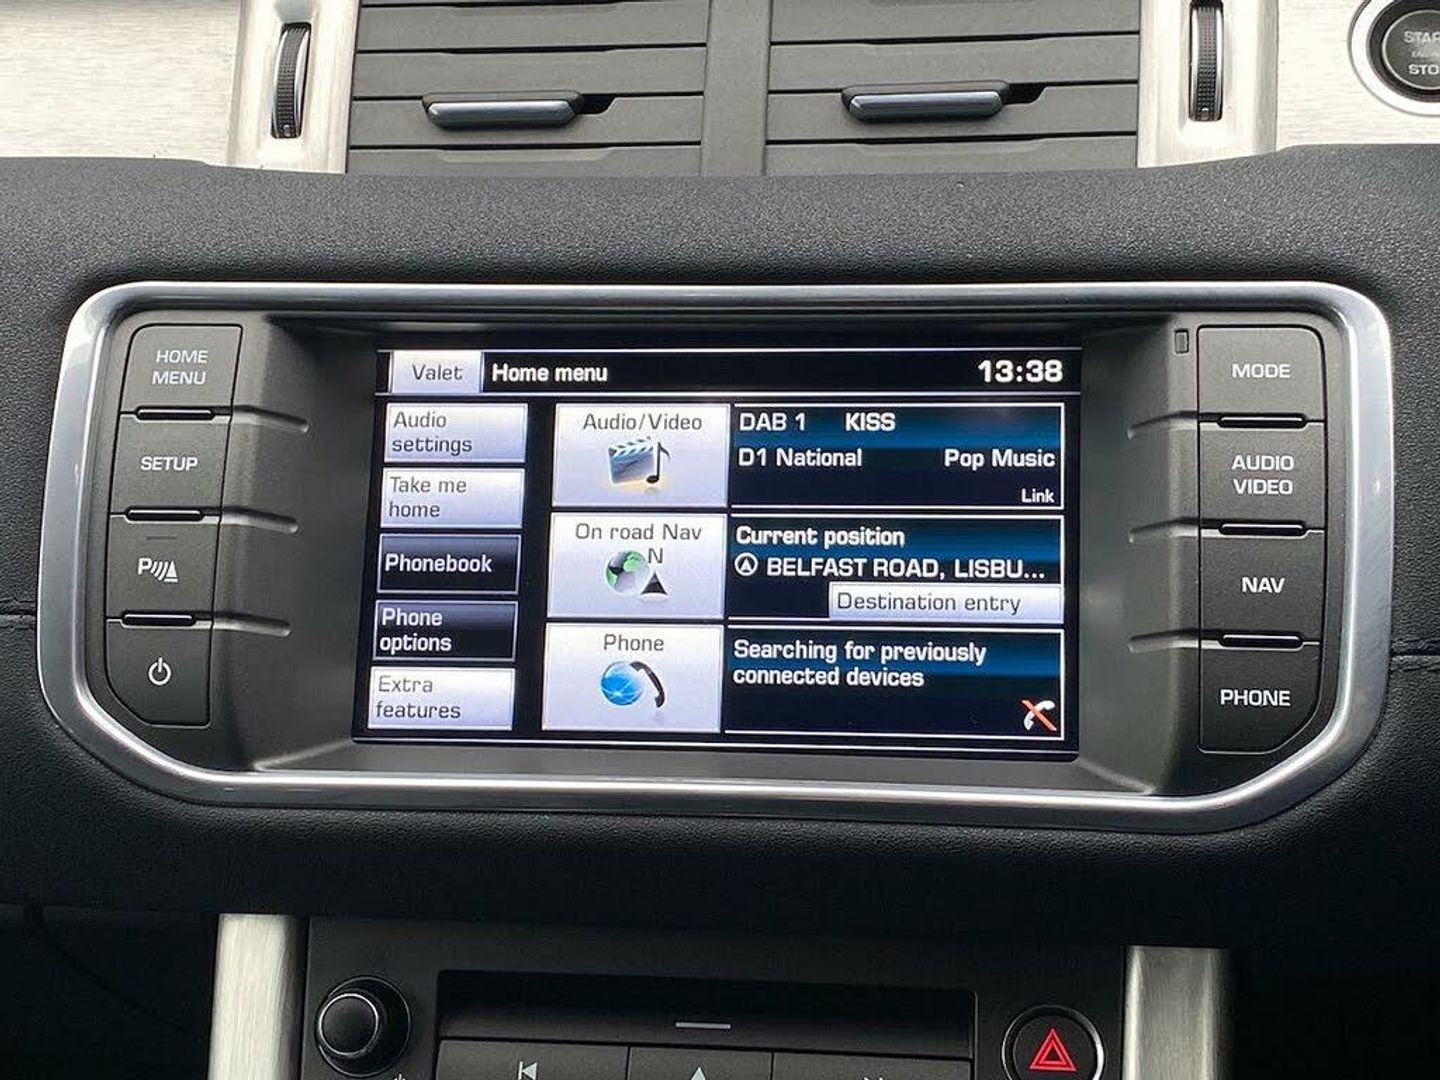 START
STOP
HOME
MENU
SETUP
P
Valet
Home menu
13:38
Audio
settings
Take me
home
Phonebook
Phone
options
Extra
features
Audio/Video
On road Nav
N
Phone
DAB 1 KISS
D1 National Pop Music
Link
Current position
BELFAST ROAD, LISBU...
Destination entry
Searching for previously
connected devices
MODE
AUDIO
VIDEO
NAV
PHONE